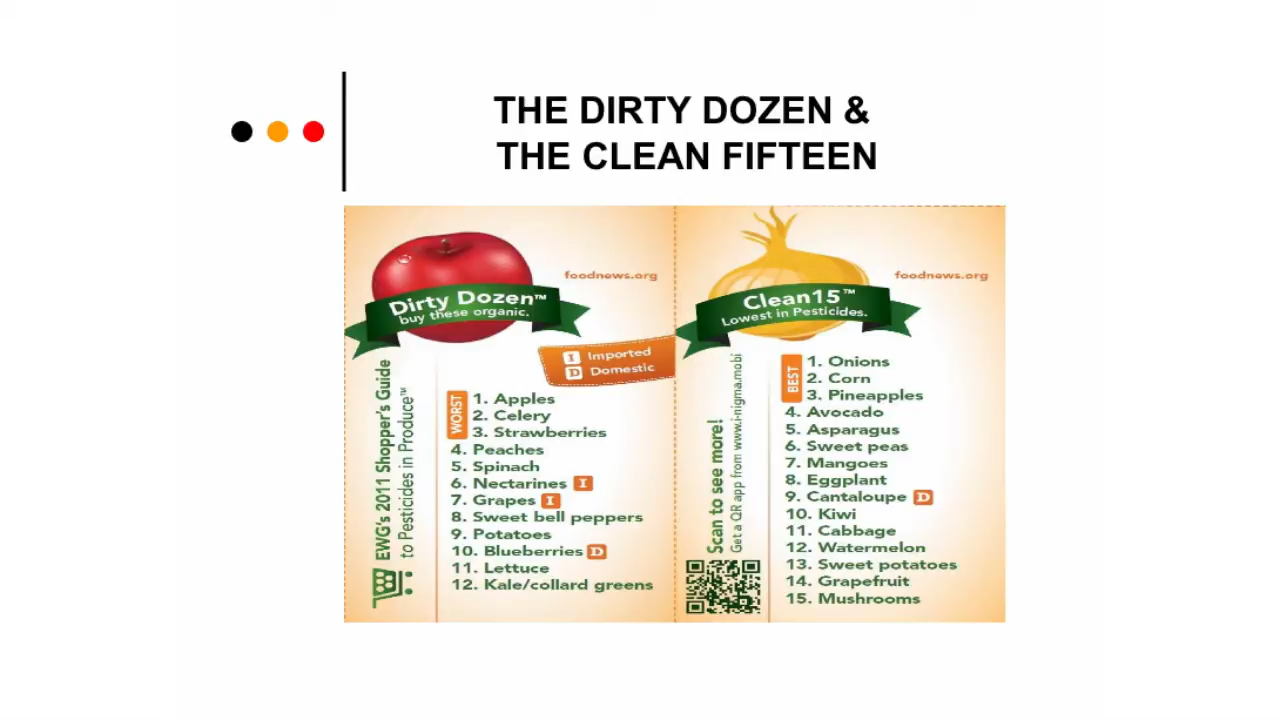 THE DIRTY DOZEN &
THE CLEAN FIFTEEN
foodnews.org
Dirty Dozen™
buy these organic.
I Imported
D Domestic
EWG's 2011 Shopper's Guide
to Pesticides in Produce™
WORST
1. Apples
2. Celery
3. Strawberries
4. Peaches
5. Spinach
6. Nectarines I
7. Grapes I
8. Sweet bell peppers
9. Potatoes
10. Blueberries D
11. Lettuce
12. Kale/collard greens
foodnews.org
Clean15™
Lowest in Pesticides.
Scan to see more!
Get a QR app from www.i-nigma.mobi
BEST
1. Onions
2. Corn
3. Pineapples
4. Avocado
5. Asparagus
6. Sweet peas
7. Mangoes
8. Eggplant
9. Cantaloupe D
10. Kiwi
11. Cabbage
12. Watermelon
13. Sweet potatoes
14. Grapefruit
15. Mushrooms